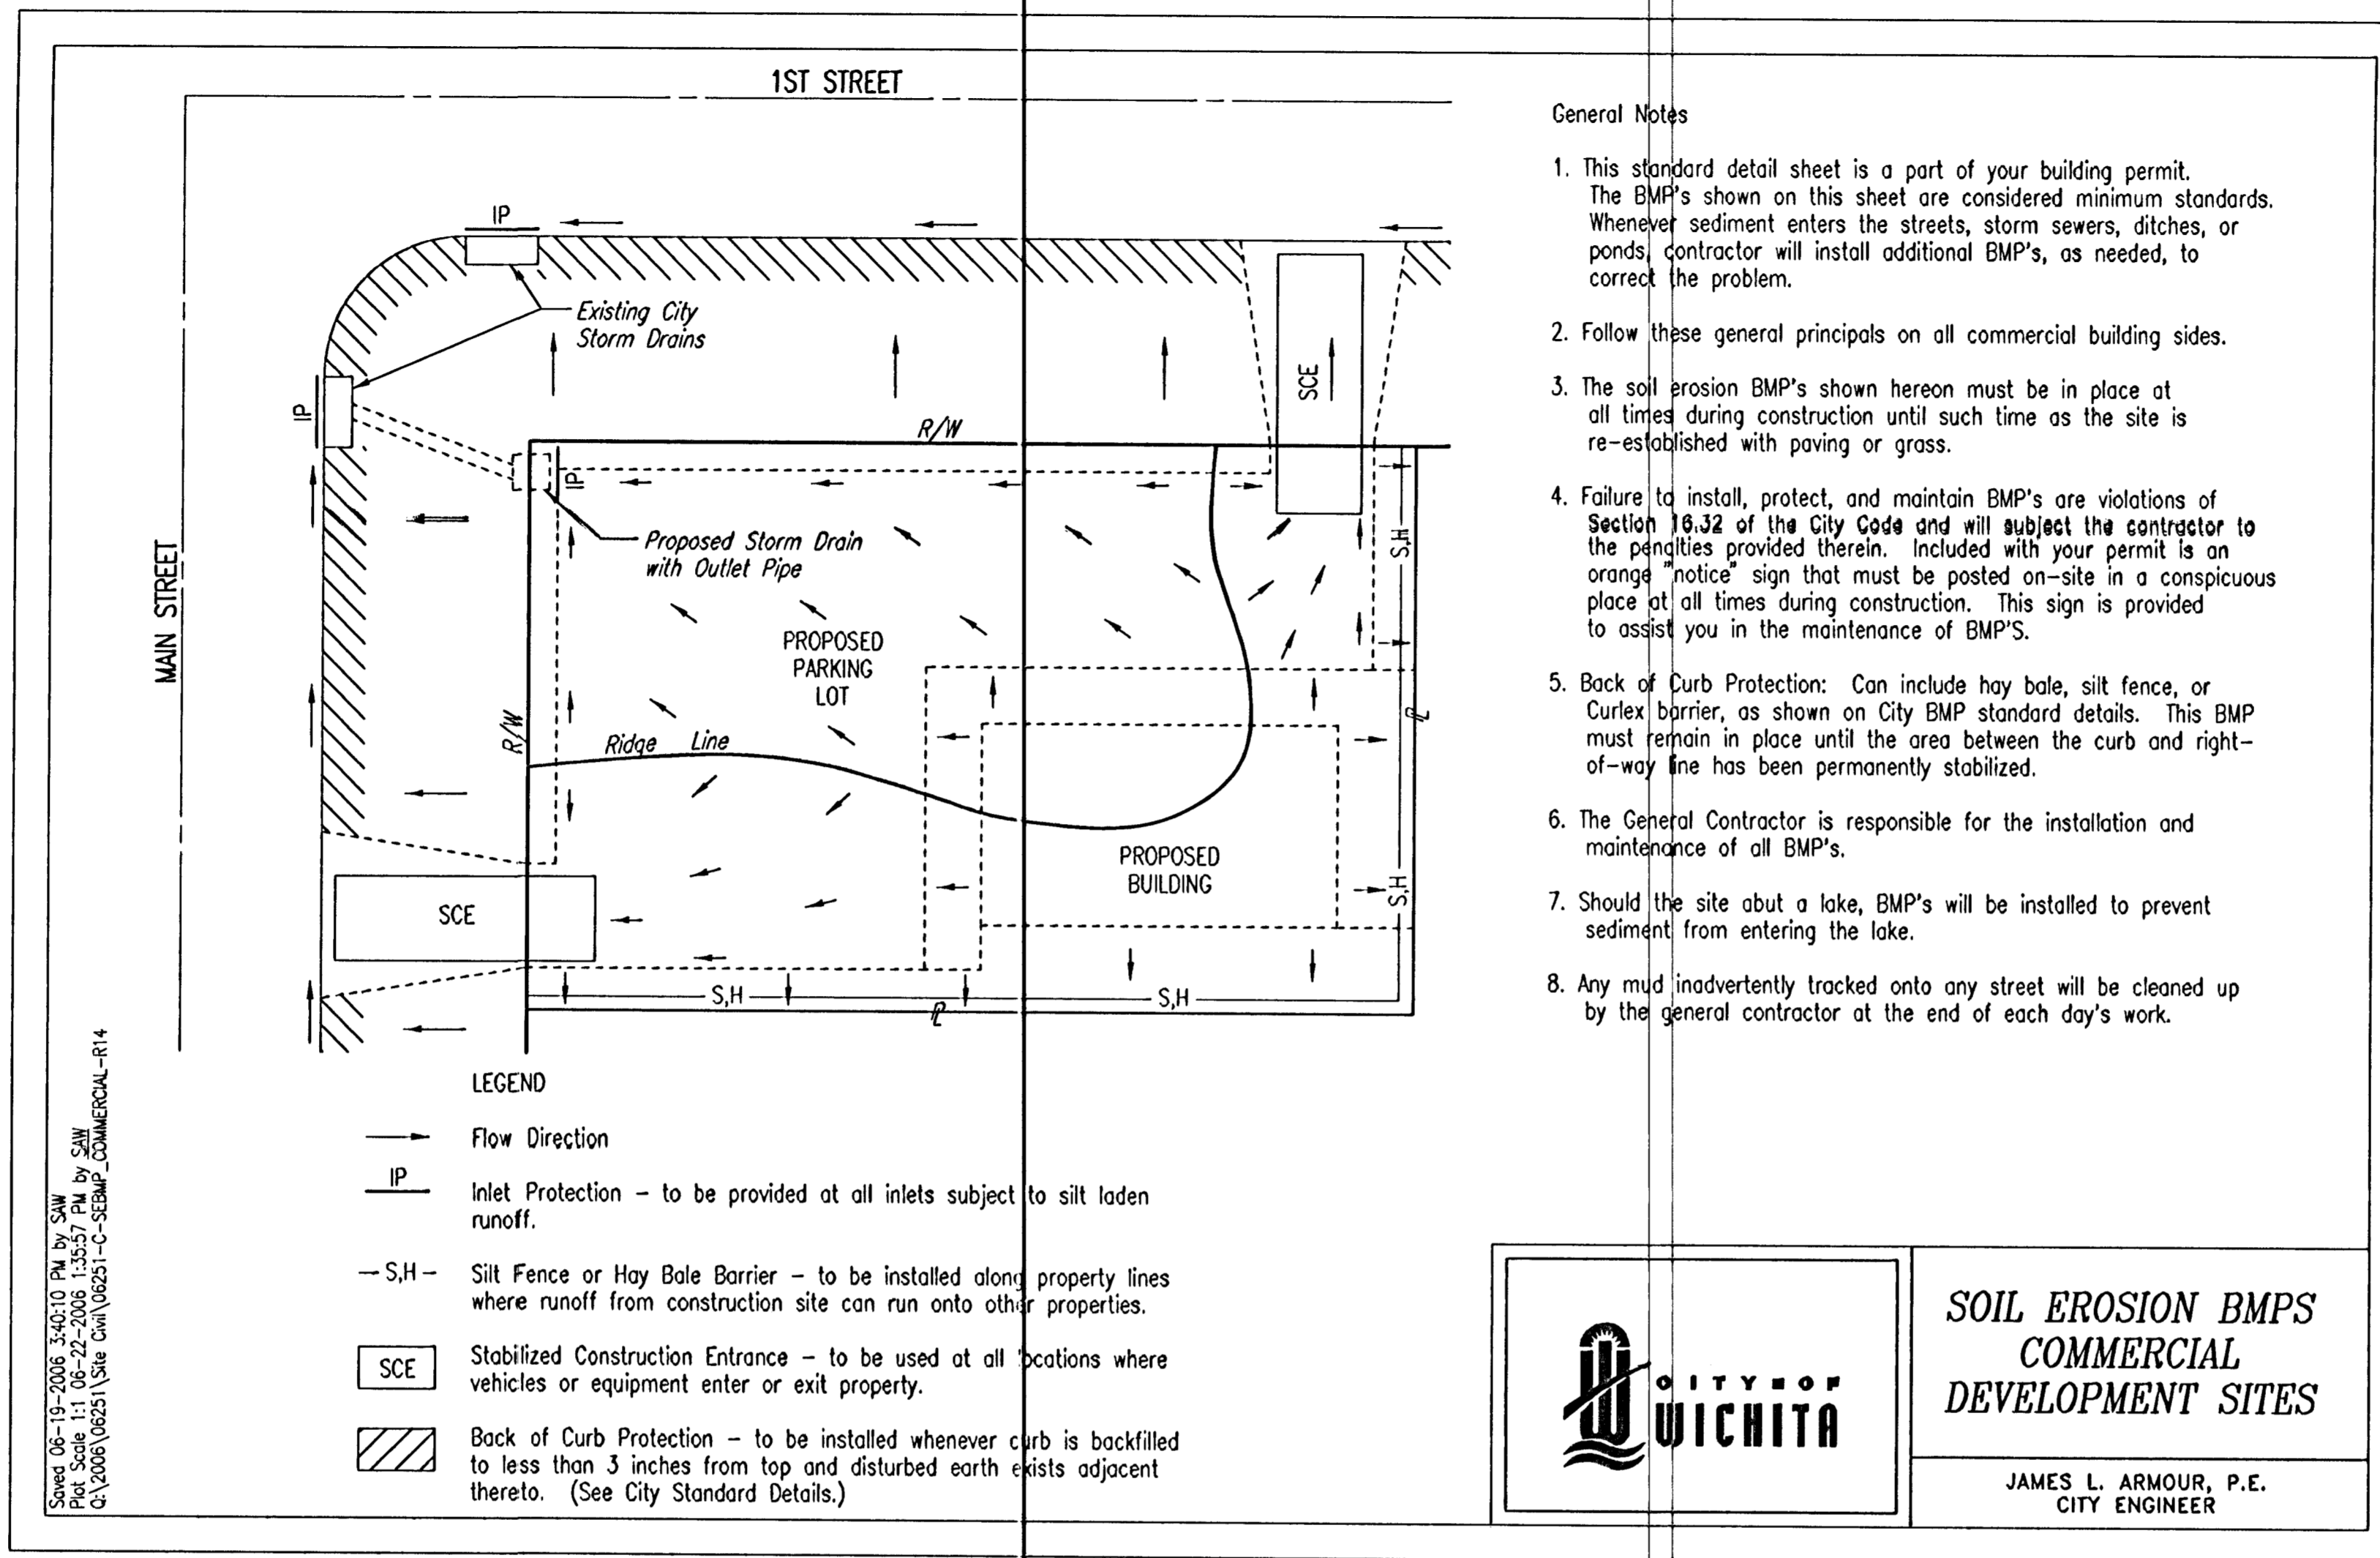 1ST STREET
MAIN STREET
IP
Existing City
Storm Drains
IP
SCE
R/W
IP
Proposed Storm Drain
with Outlet Pipe
S,H
PROPOSED
PARKING
LOT
R/W
Ridge Line
PL
PROPOSED
BUILDING
S,H
SCE
S,H
S,H
PL
General Notes
1. This standard detail sheet is a part of your building permit.
The BMP's shown on this sheet are considered minimum standards.
Whenever sediment enters the streets, storm sewers, ditches, or
ponds, contractor will install additional BMP's, as needed, to
correct the problem.
2. Follow these general principals on all commercial building sides.
3. The soil erosion BMP's shown hereon must be in place at
all times during construction until such time as the site is
re-established with paving or grass.
4. Failure to install, protect, and maintain BMP's are violations of
Section 16.32 of the City Code and will subject the contractor to
the penalties provided therein. Included with your permit is an
orange "notice" sign that must be posted on-site in a conspicuous
place at all times during construction. This sign is provided
to assist you in the maintenance of BMP'S.
5. Back of Curb Protection: Can include hay bale, silt fence, or
Curlex barrier, as shown on City BMP standard details. This BMP
must remain in place until the area between the curb and right-
of-way line has been permanently stabilized.
6. The General Contractor is responsible for the installation and
maintenance of all BMP's.
7. Should the site abut a lake, BMP's will be installed to prevent
sediment from entering the lake.
8. Any mud inadvertently tracked onto any street will be cleaned up
by the general contractor at the end of each day's work.
LEGEND
Flow Direction
IP
Inlet Protection - to be provided at all inlets subject to silt laden
runoff.
- S,H -
Silt Fence or Hay Bale Barrier - to be installed along property lines
where runoff from construction site can run onto other properties.
SCE
Stabilized Construction Entrance - to be used at all locations where
vehicles or equipment enter or exit property.
Back of Curb Protection - to be installed whenever curb is backfilled
to less than 3 inches from top and disturbed earth exists adjacent
thereto. (See City Standard Details.)
Saved 06-19-2006 3:40:10 PM by SAW
Plot Scale 1:1 06-22-2006 1:35:57 PM by SAW
Q:\2006\06251\Site Civil\06251-C-SEBMP_COMMERCIAL-R14
CITY OF
WICHITA
SOIL EROSION BMPS
COMMERCIAL
DEVELOPMENT SITES
JAMES L. ARMOUR, P.E.
CITY ENGINEER